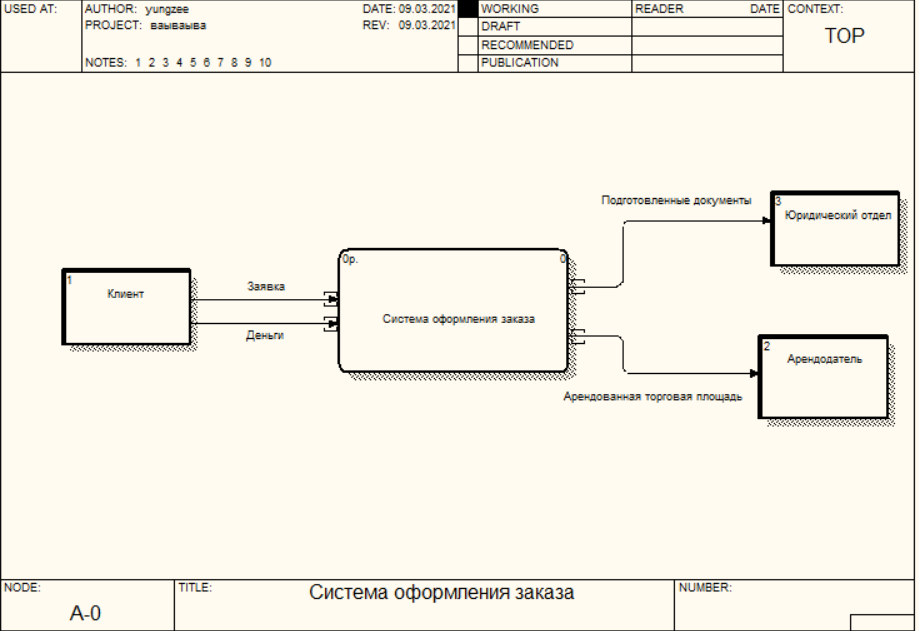 USED AT:
AUTHOR: yungzee
DATE: 09.03.2021
WORKING
READER
DATE
CONTEXT:
PROJECT: ваываыва
REV: 09.03.2021
DRAFT
TOP
RECOMMENDED
NOTES: 1 2 3 4 5 6 7 8 9 10
PUBLICATION
Подготовленные документы
3
Юридический отдел
0р.
0
1
Клиент
Заявка
Система оформления заказа
Деньги
2
Арендодатель
Арендованная торговая площадь
NODE:
TITLE:
Система оформления заказа
NUMBER:
A-0